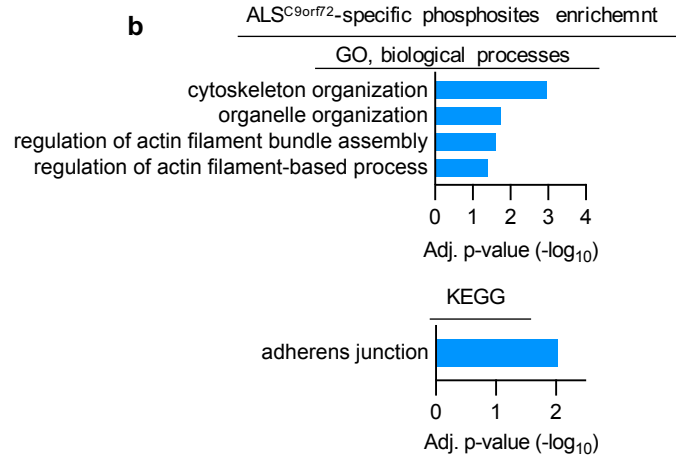 b
ALS^C9orf72-specific phosphosites enrichemnt
GO, biological processes
cytoskeleton organization
organelle organization
regulation of actin filament bundle assembly
regulation of actin filament-based process
0 1 2 3 4
Adj. p-value (-log10)
KEGG
adherens junction
0 1 2
Adj. p-value (-log10)